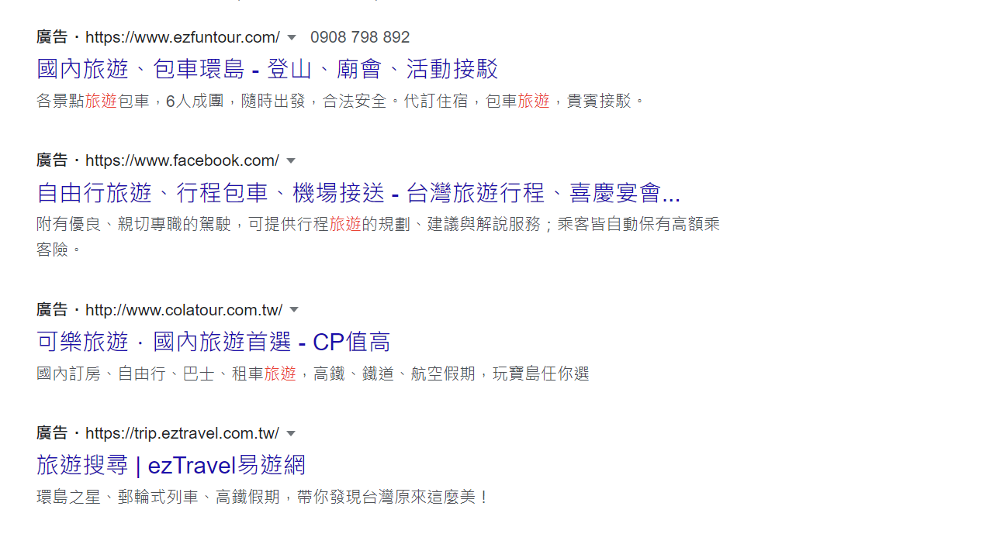 廣告 · https://www.ezfuntour.com/ 0908 798 892
國內旅遊、包車環島 - 登山、廟會、活動接駁
各景點旅遊包車，6人成團，隨時出發，合法安全。代訂住宿，包車旅遊，貴賓接駁。
廣告 · https://www.facebook.com/
自由行旅遊、行程包車、機場接送 - 台灣旅遊行程、喜慶宴會...
附有優良、親切專職的駕駛，可提供行程旅遊的規劃、建議與解說服務；乘客皆自動保有高額乘
客險。
廣告 · http://www.colatour.com.tw/
可樂旅遊．國內旅遊首選 - CP值高
國內訂房、自由行、巴士、租車旅遊，高鐵、鐵道、航空假期，玩寶島任你選
廣告 · https://trip.eztravel.com.tw/
旅遊搜尋 | ezTravel易遊網
環島之星、郵輪式列車、高鐵假期，帶你發現台灣原來這麼美！